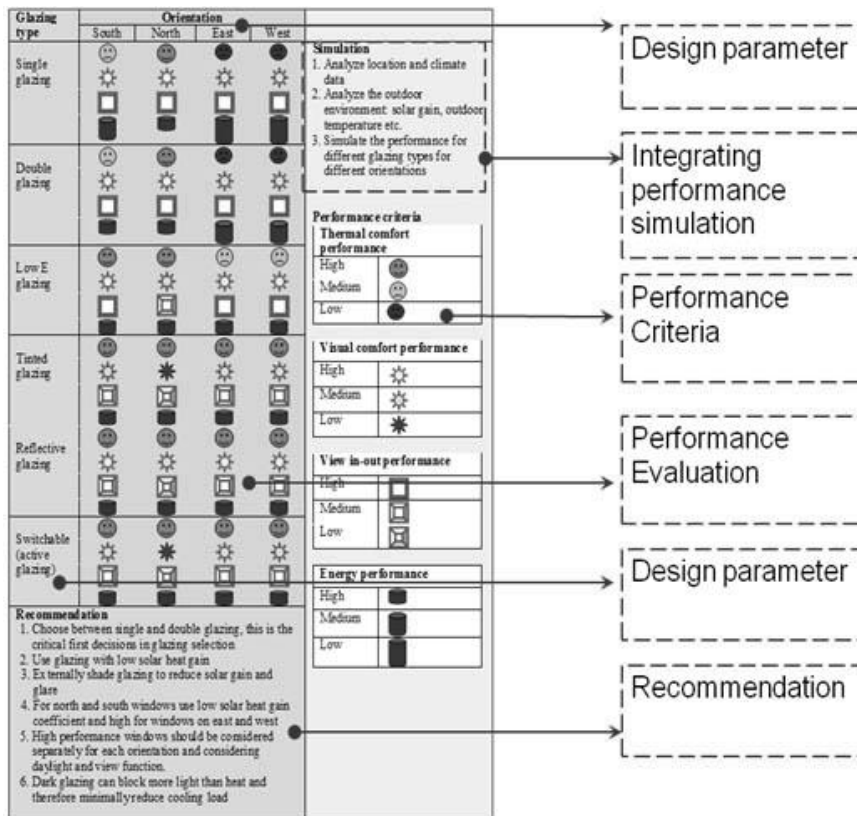 Glazing type
Orientation
South North East West
Single glazing
Double glazing
Low E glazing
Tinted glazing
Reflective glazing
Switchable (active glazing)
Recommendation
1. Choose between single and double glazing, this is the
critical first decisions in glazing selection
2. Use glazing with low solar heat gain
3. Externally shade glazing to reduce solar gain and
glare
4. For north and south windows use low solar heat gain
coefficient and high for windows on east and west
5. High performance windows should be considered
separately for each orientation and considering
daylight and view function.
6. Dark glazing can block more light than heat and
therefore minimally reduce cooling load
Simulation
1. Analyze location and climate
data
2. Analyze the outdoor
environment: solar gain, outdoor
temperature etc.
3. Simulate the performance for
different glazing types for
different orientations
Performance criteria
Thermal comfort
performance
High
Medium
Low
Visual comfort performance
High
Medium
Low
View in-out performance
High
Medium
Low
Energy performance
High
Medium
Low
Design parameter
Integrating
performance
simulation
Performance
Criteria
Performance
Evaluation
Design parameter
Recommendation